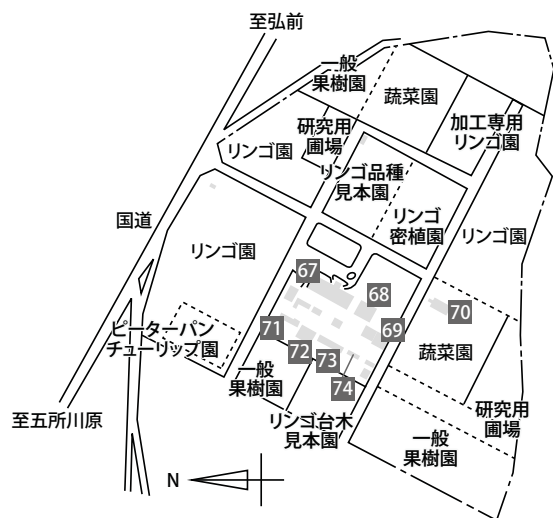 至弘前
一般
果樹園
蔬菜園
研究用
圃場
加工専用
リンゴ園
リンゴ園
リンゴ品種
見本園
リンゴ
密植園
国道
リンゴ園
リンゴ園
67
68
70
69
71
72
73
74
ピーターパン
チューリップ園
蔬菜園
一般
果樹園
リンゴ台木
見本園
研究用
圃場
一般
果樹園
至五所川原
N